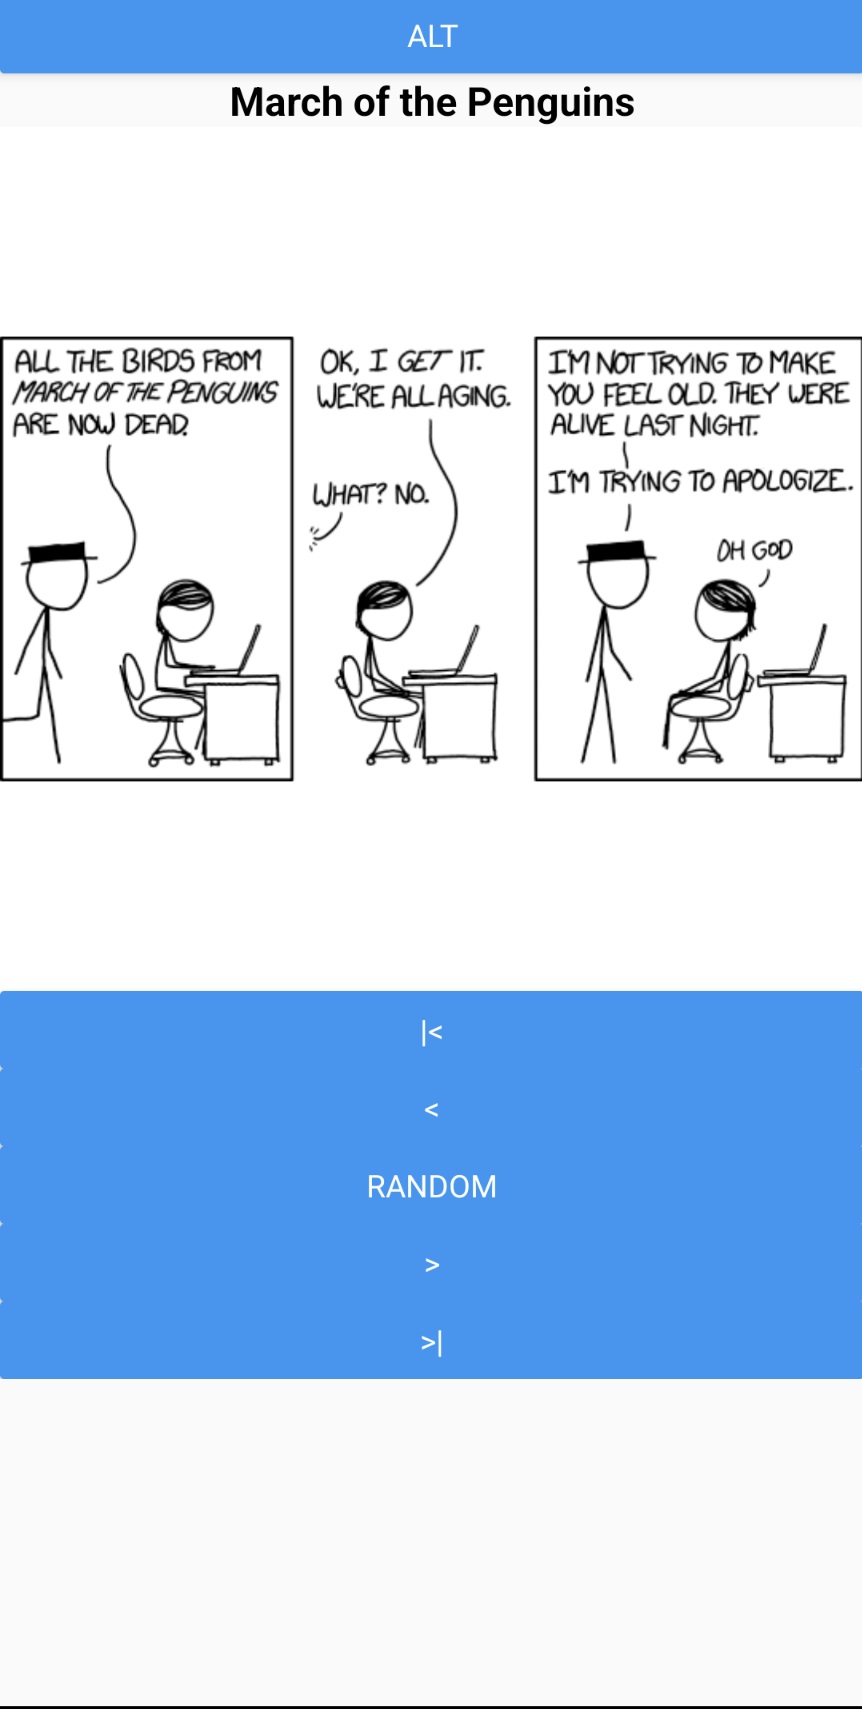 ALT
March of the Penguins
ALL THE BIRDS FROM
MARCH OF THE PENGUINS
ARE NOW DEAD.
OK, I GET IT.
WE'RE ALL AGING.
WHAT? NO.
I'M NOT TRYING TO MAKE
YOU FEEL OLD. THEY WERE
ALIVE LAST NIGHT.
I'M TRYING TO APOLOGIZE.
OH GOD
|<
<
RANDOM
>
>|